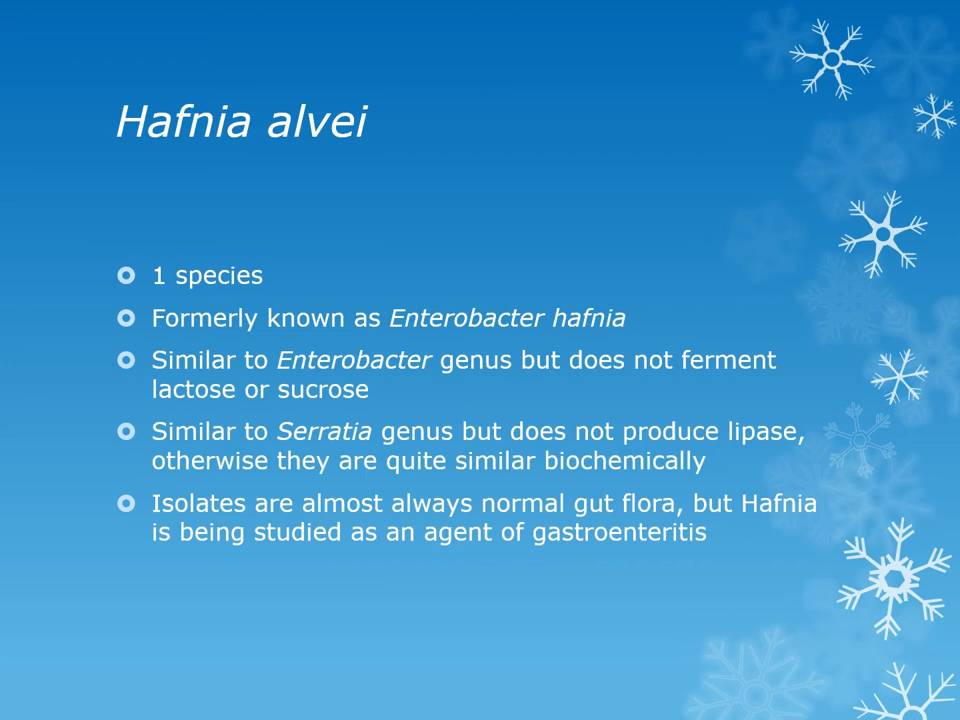 Hafnia alvei
1 species
Formerly known as Enterobacter hafnia
Similar to Enterobacter genus but does not ferment
lactose or sucrose
Similar to Serratia genus but does not produce lipase,
otherwise they are quite similar biochemically
Isolates are almost always normal gut flora, but Hafnia
is being studied as an agent of gastroenteritis